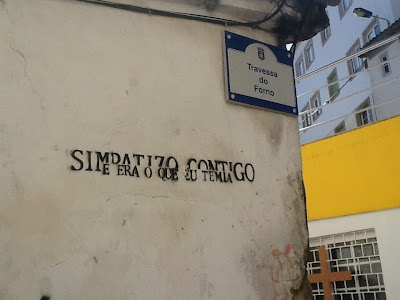 Travessa
do
Forno
SIMPATIZO CONTIGO
E ERA O QUE EU TEMIA